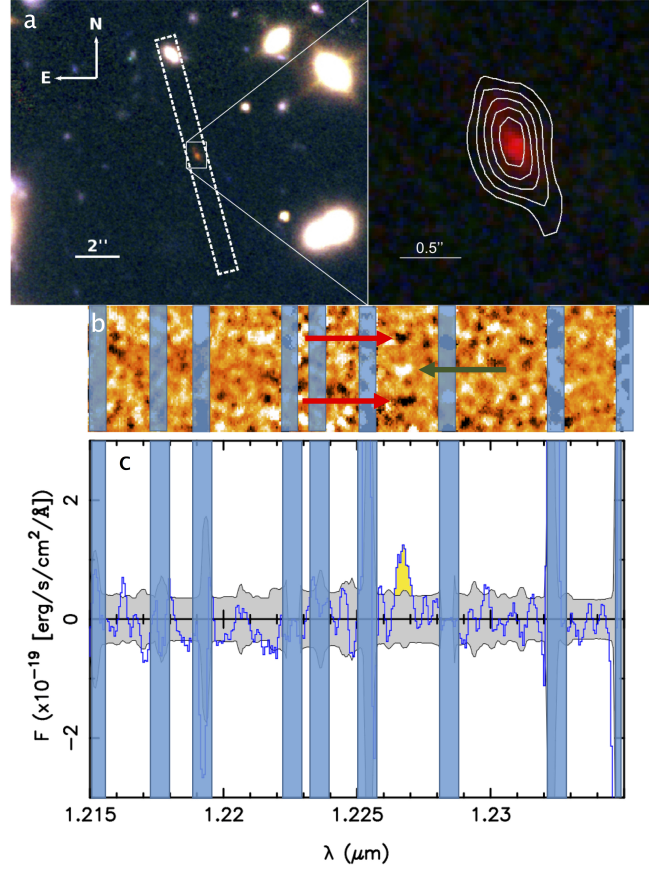 a
N
E
2''
0.5''
b
c
2
0
−2
F (x10⁻¹⁹ [erg/s/cm²/Å])
1.215
1.22
1.225
1.23
λ (μm)